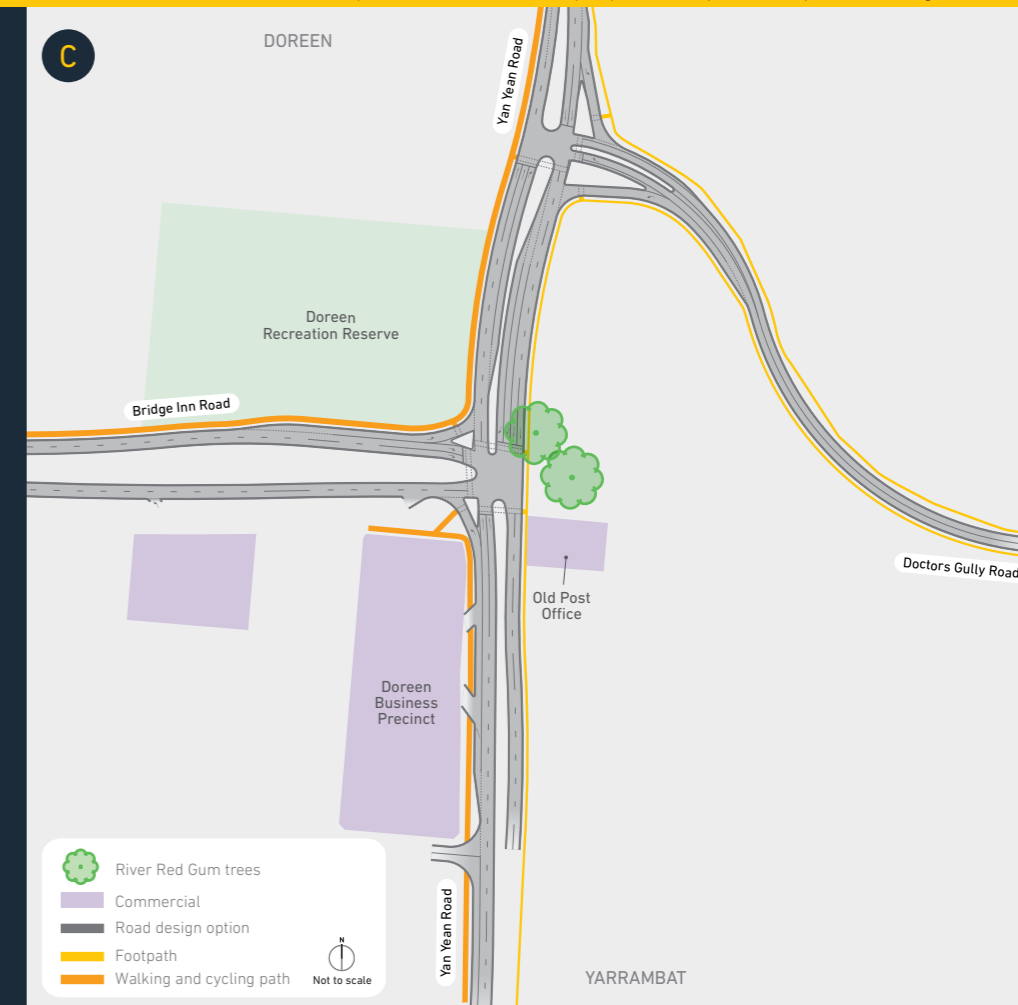 C
DOREEN
Yan Yean Road
Doreen
Recreation Reserve
Bridge Inn Road
Doctors Gully Road
Old Post
Office
Doreen
Business
Precinct
River Red Gum trees
Commercial
Road design option
Footpath
Walking and cycling path
N
Not to scale
Yan Yean Road
YARRAMBAT